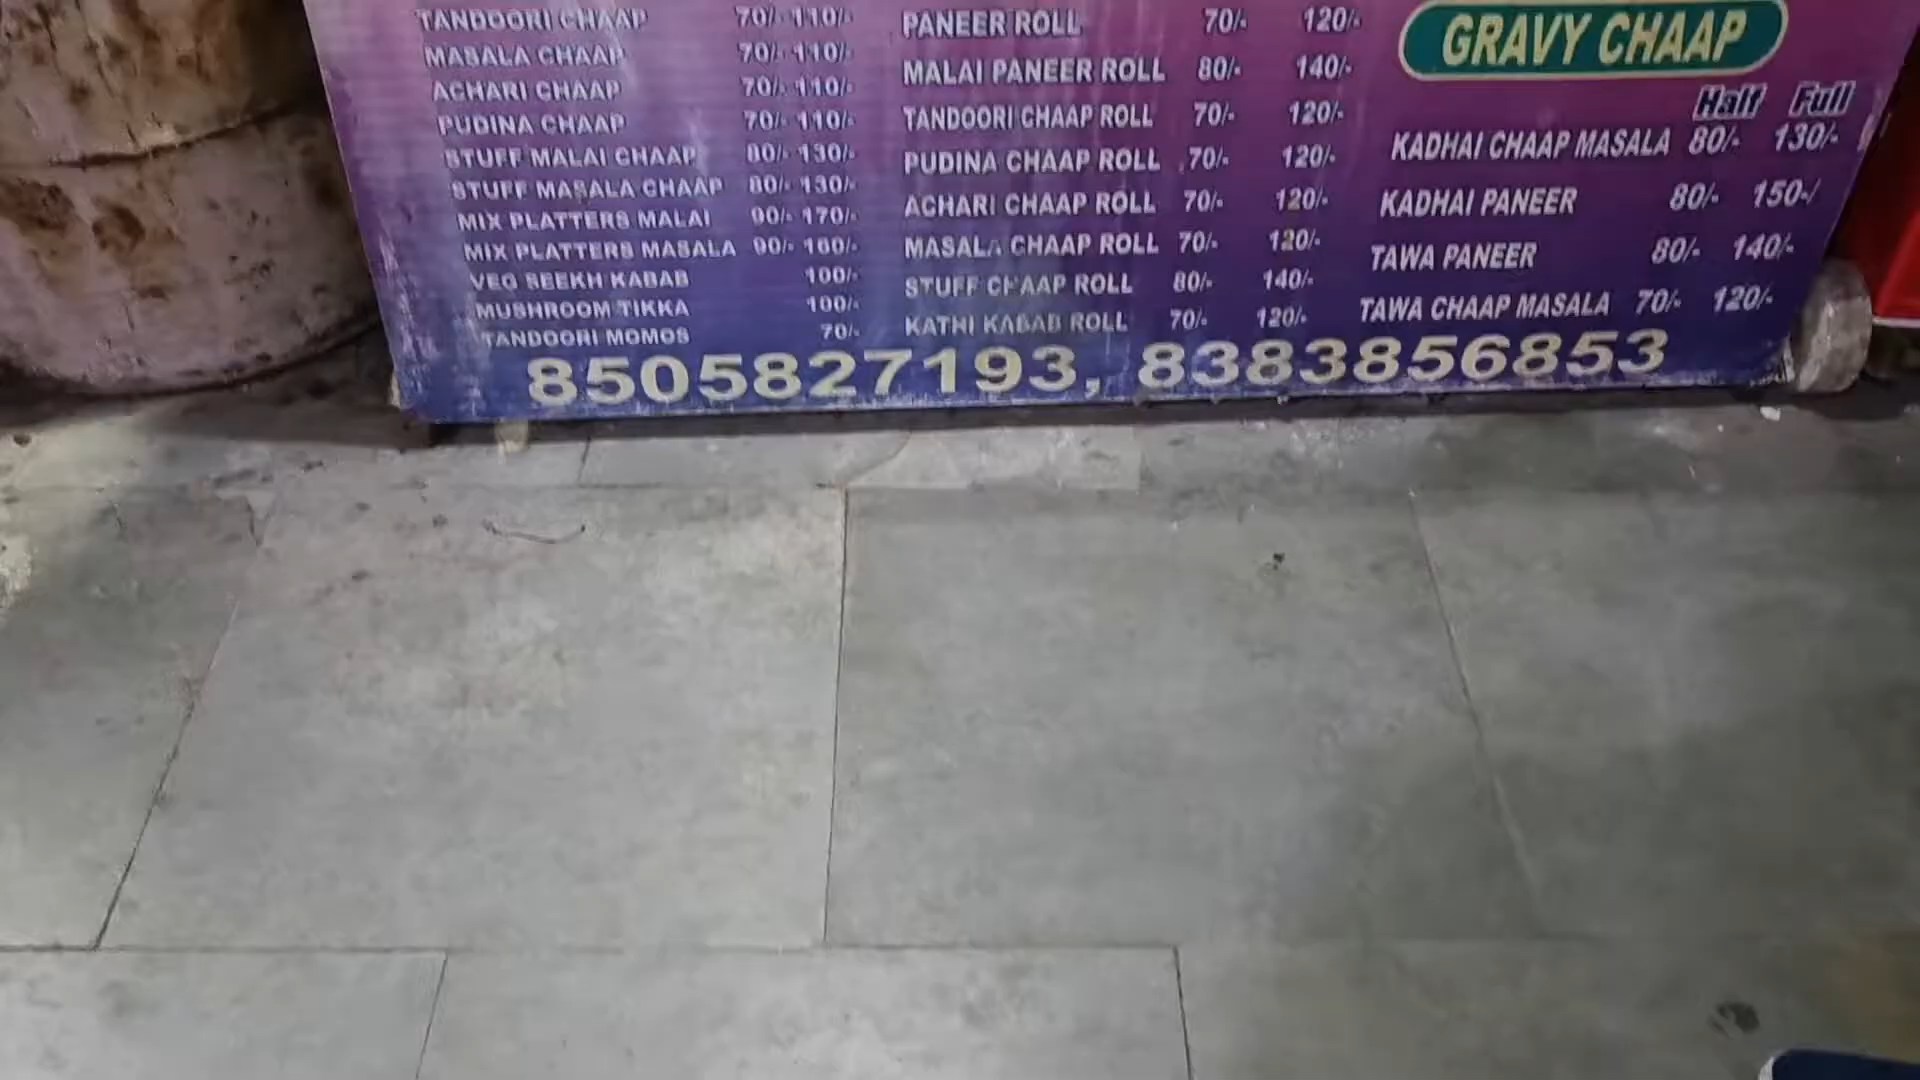 TANDOORI CHAAP 70/- 110/-
MASALA CHAAP 70/- 110/-
ACHARI CHAAP 70/- 110/-
PUDINA CHAAP 70/- 110/-
STUFF MALAI CHAAP 80/- 130/-
STUFF MASALA CHAAP 80/- 130/-
MIX PLATTERS MALAI 90/- 170/-
MIX PLATTERS MASALA 90/- 160/-
VEG SEEKH KABAB 100/-
MUSHROOM TIKKA 100/-
TANDOORI MOMOS 70/-
PANEER ROLL 70/- 120/-
MALAI PANEER ROLL 80/- 140/-
TANDOORI CHAAP ROLL 70/- 120/-
PUDINA CHAAP ROLL 70/- 120/-
ACHARI CHAAP ROLL 70/- 120/-
MASALA CHAAP ROLL 70/- 120/-
STUFF CHAAP ROLL 80/- 140/-
KATHI KABAB ROLL 70/- 120/-
GRAVY CHAAP
Half Full
KADHAI CHAAP MASALA 80/- 130/-
KADHAI PANEER 80/- 150-/
TAWA PANEER 80/- 140/-
TAWA CHAAP MASALA 70/- 120/-
8505827193, 8383856853